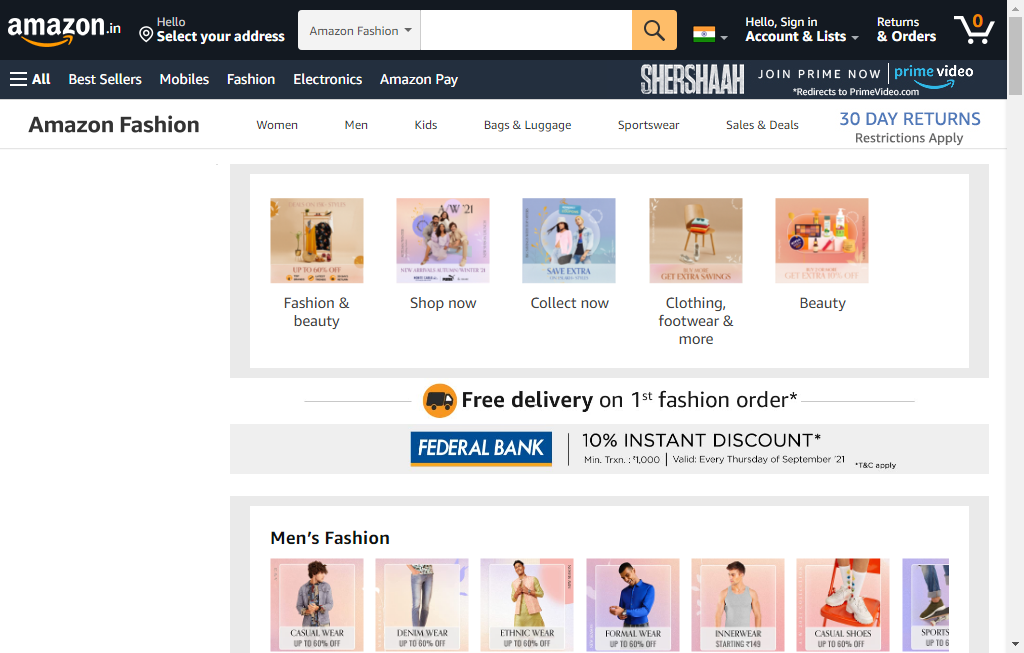 amazon.in
Hello
Select your address
Amazon Fashion
Hello, Sign in
Account & Lists
Returns
& Orders
0
All
Best Sellers
Mobiles
Fashion
Electronics
Amazon Pay
SHERSHAAH
JOIN PRIME NOW
prime video
*Redirects to PrimeVideo.com
Amazon Fashion
Women
Men
Kids
Bags & Luggage
Sportswear
Sales & Deals
30 DAY RETURNS
Restrictions Apply
UP TO 60% OFF
A/W '21
NEW ARRIVALS AUTUMN/WINTER '21
SAVE EXTRA
BUY MORE
GET EXTRA SAVINGS
GET EXTRA 10% OFF
Fashion &
beauty
Shop now
Collect now
Clothing,
footwear &
more
Beauty
Free delivery on 1st fashion order*
FEDERAL BANK
10% INSTANT DISCOUNT*
Min. Trxn. : ₹1,000 | Valid: Every Thursday of September '21
*T&C apply
Men's Fashion
CASUAL WEAR
UP TO 60% OFF
DENIM WEAR
UP TO 60% OFF
ETHNIC WEAR
UP TO 60% OFF
FORMAL WEAR
UP TO 60% OFF
INNERWEAR
STARTING ₹149
CASUAL SHOES
UP TO 60% OFF
SPORTS
UP TO 6